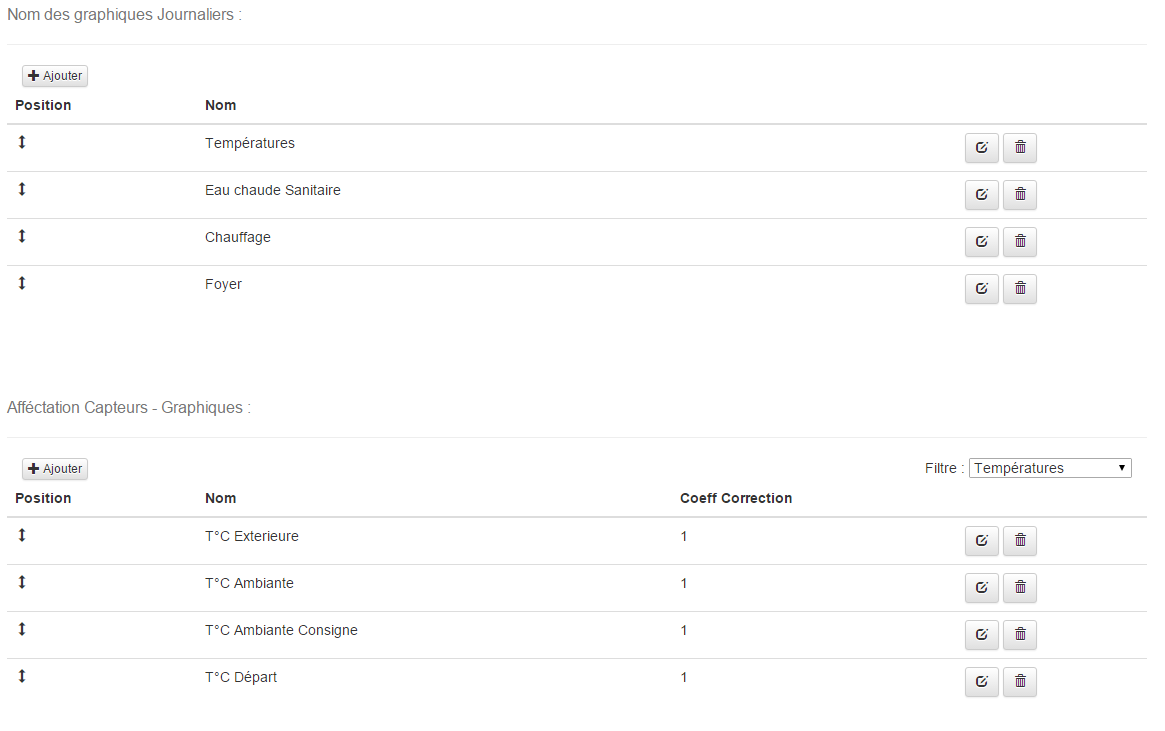 Nom des graphiques Journaliers :
Ajouter
Position Nom
Températures
Eau chaude Sanitaire
Chauffage
Foyer
Afféctation Capteurs - Graphiques :
Ajouter Filtre : Températures
Position Nom Coeff Correction
T°C Exterieure 1
T°C Ambiante 1
T°C Ambiante Consigne 1
T°C Départ 1